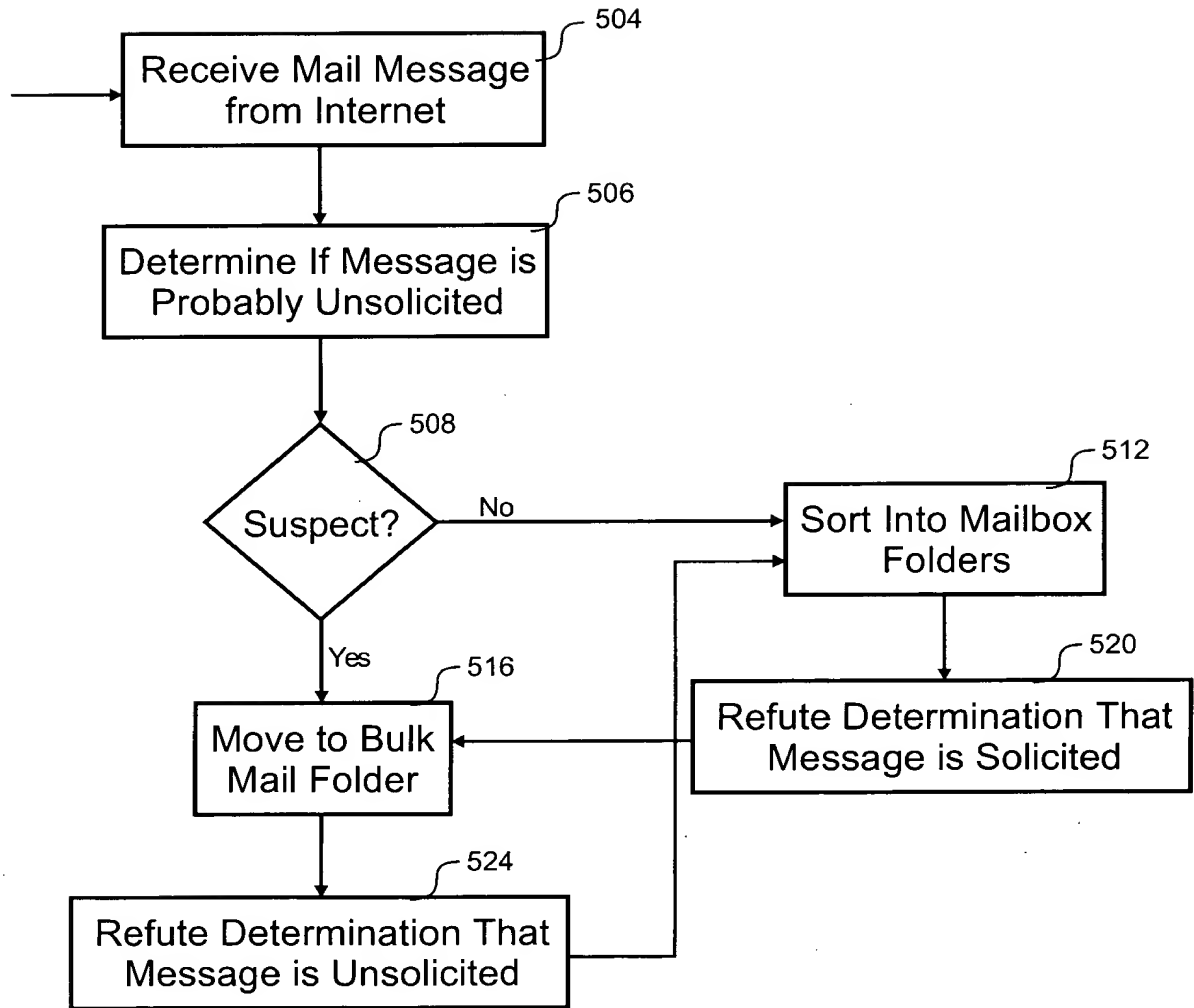 504
Receive Mail Message
from Internet
506
Determine If Message is
Probably Unsolicited
508
Suspect?
No
Yes
512
Sort Into Mailbox
Folders
516
Move to Bulk
Mail Folder
520
Refute Determination That
Message is Solicited
524
Refute Determination That
Message is Unsolicited